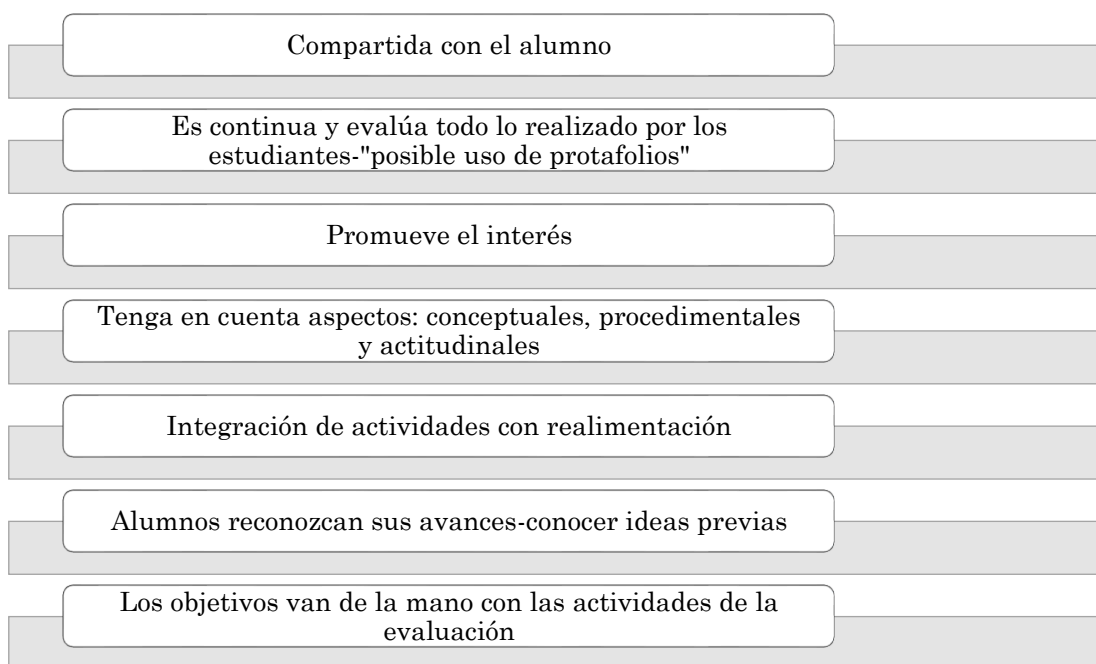 Compartida con el alumno
Es continua y evalúa todo lo realizado por los
estudiantes-"posible uso de protafolios"
Promueve el interés
Tenga en cuenta aspectos: conceptuales, procedimentales
y actitudinales
Integración de actividades con realimentación
Alumnos reconozcan sus avances-conocer ideas previas
Los objetivos van de la mano con las actividades de la
evaluación